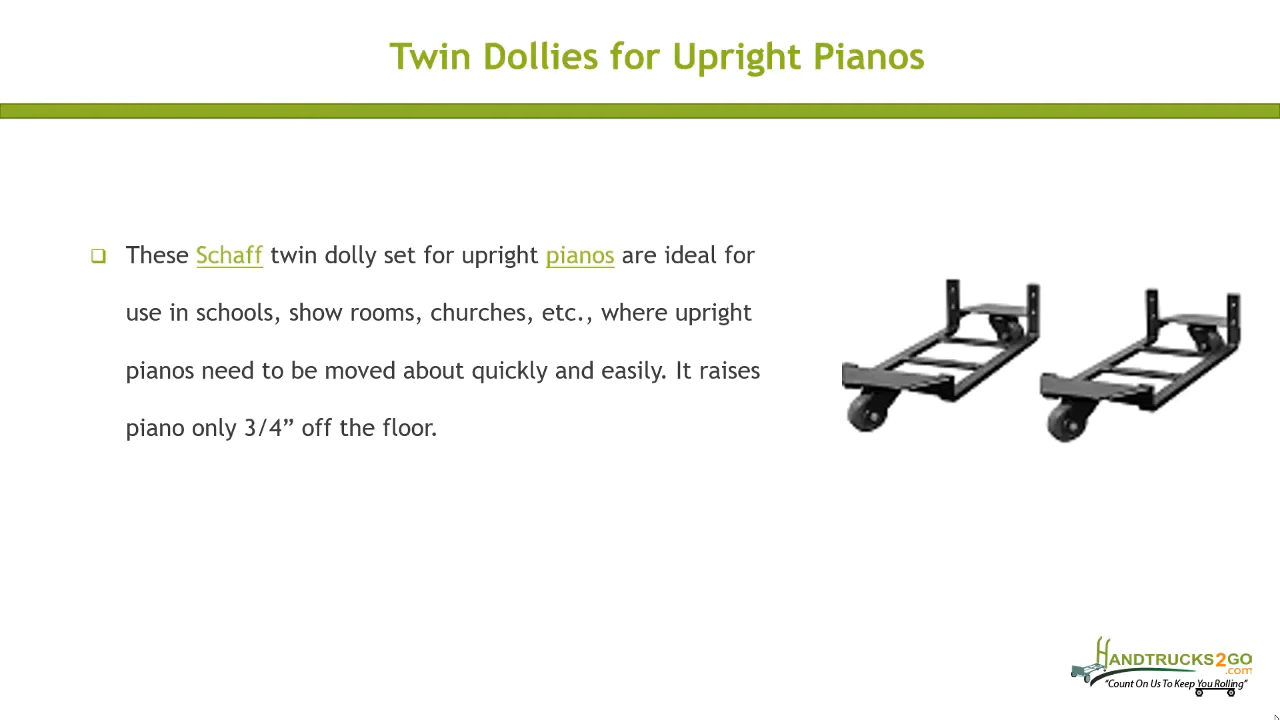 Twin Dollies for Upright Pianos
These Schaff twin dolly set for upright pianos are ideal for
use in schools, show rooms, churches, etc., where upright
pianos need to be moved about quickly and easily. It raises
piano only 3/4” off the floor.
HANDTRUCKS2GO
.com
“Count On Us To Keep You Rolling”